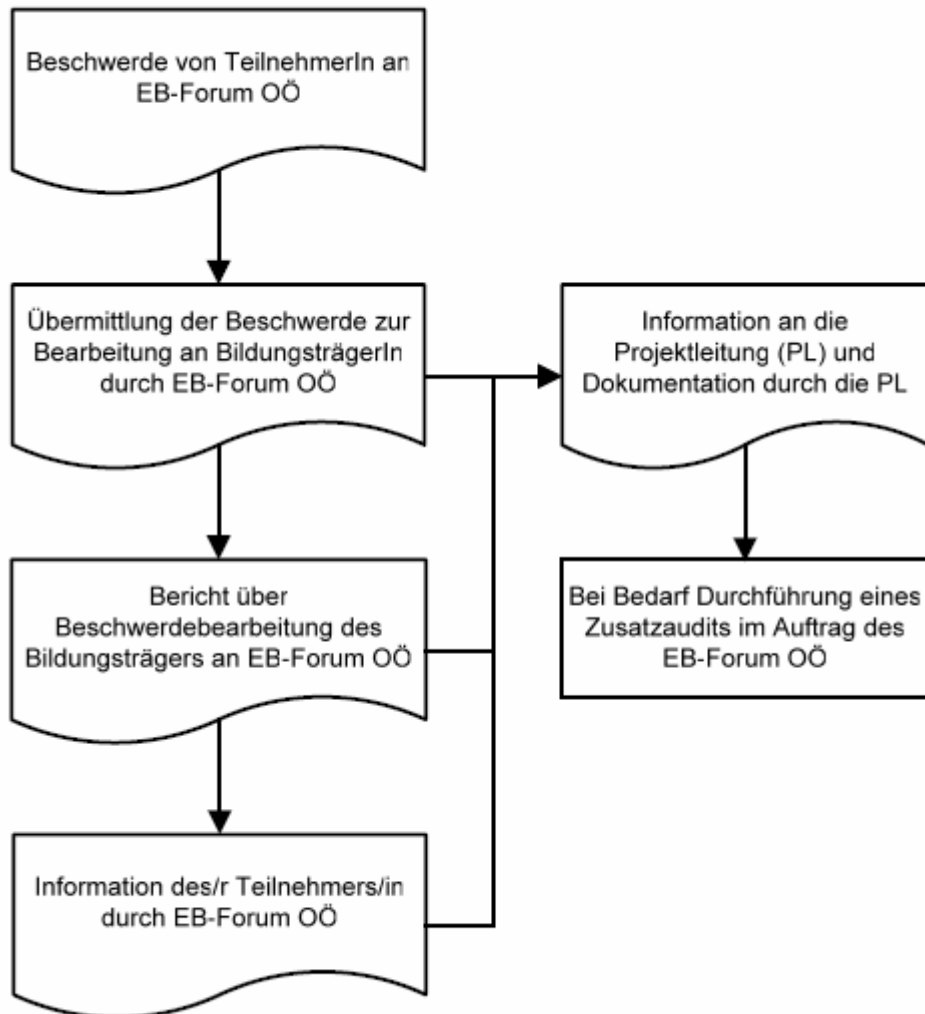 Beschwerde von TeilnehmerIn an
EB-Forum OÖ
Übermittlung der Beschwerde zur
Bearbeitung an BildungsträgerIn
durch EB-Forum OÖ
Information an die
Projektleitung (PL) und
Dokumentation durch die PL
Bericht über
Beschwerdebearbeitung des
Bildungsträgers an EB-Forum OÖ
Bei Bedarf Durchführung eines
Zusatzaudits im Auftrag des
EB-Forum OÖ
Information des/r Teilnehmers/in
durch EB-Forum OÖ